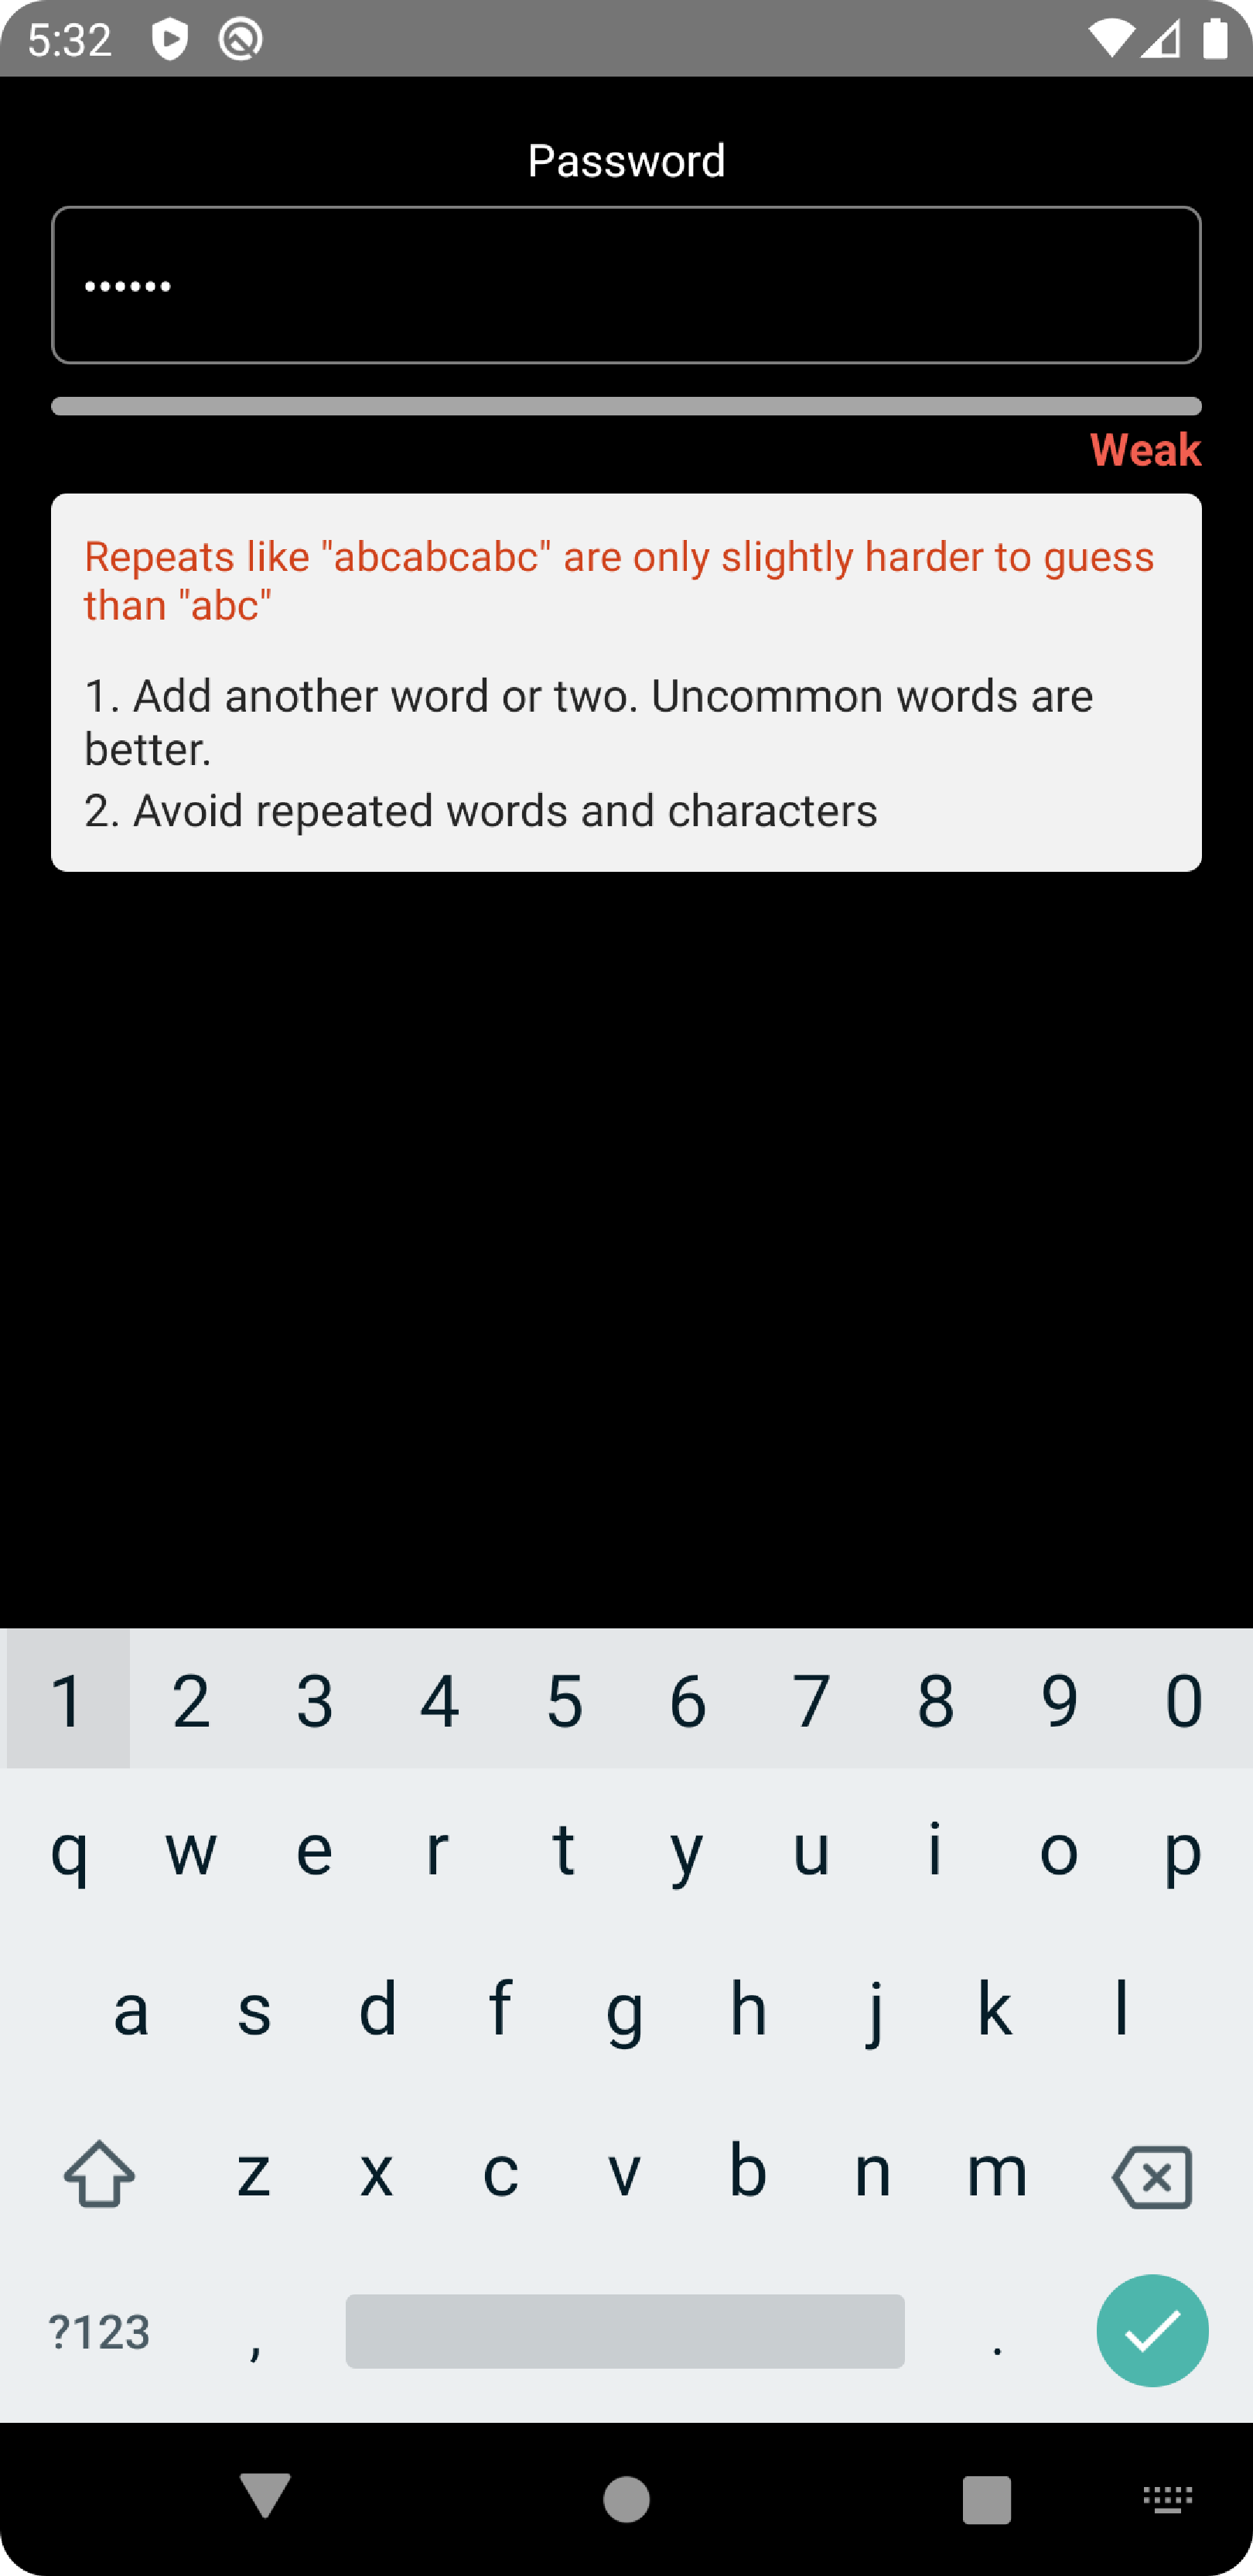 5:32
Password
••••••
Weak
Repeats like "abcabcabc" are only slightly harder to guess
than "abc"
1. Add another word or two. Uncommon words are
better.
2. Avoid repeated words and characters
1 2 3 4 5 6 7 8 9 0
q w e r t y u i o p
a s d f g h j k l
z x c v b n m
?123 , .